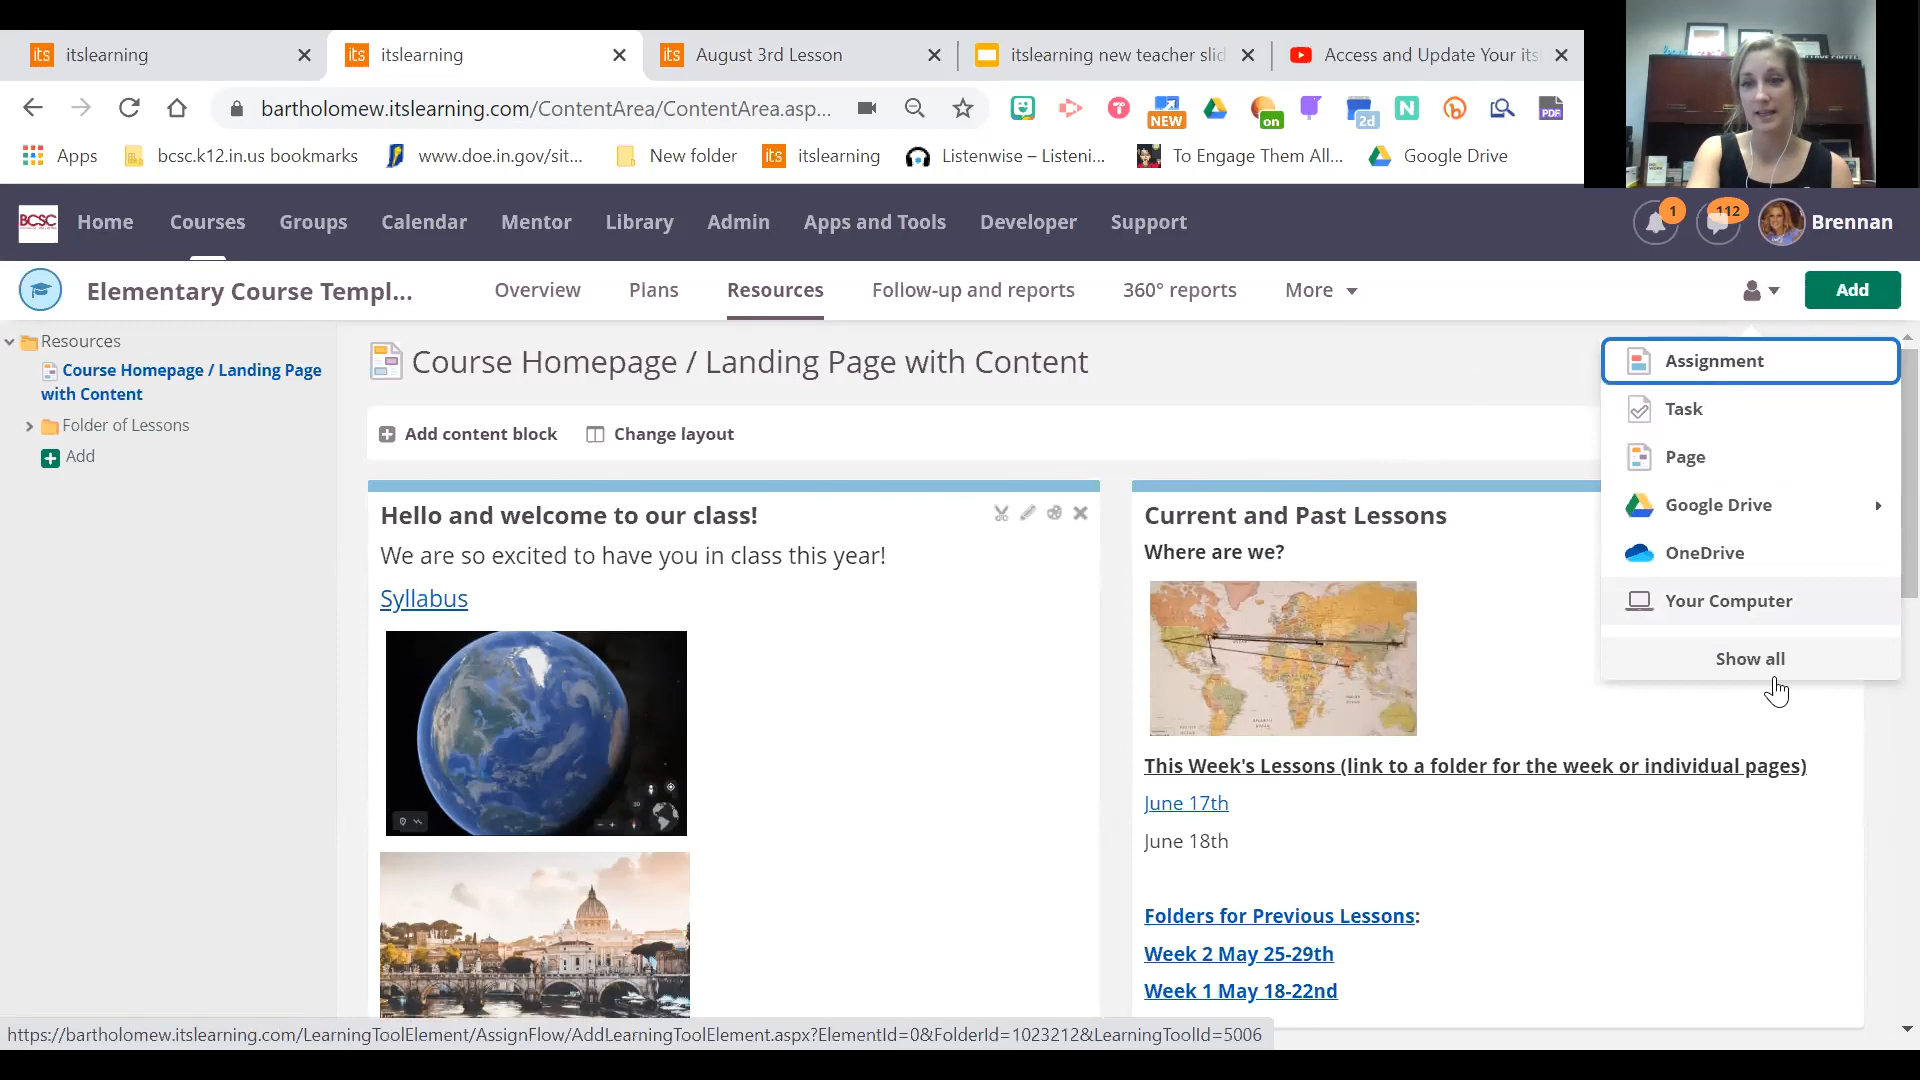 itslearning
itslearning
August 3rd Lesson
itslearning new teacher slid
Access and Update Your its
bartholomew.itslearning.com/ContentArea/ContentArea.asp...
NEW
on
2d
N
PDF
Apps
bcsc.k12.in.us bookmarks
www.doe.in.gov/sit...
New folder
its
itslearning
Listenwise – Listeni...
To Engage Them All...
Google Drive
BCSC
Home
Courses
Groups
Calendar
Mentor
Library
Admin
Apps and Tools
Developer
Support
1
112
Brennan
Elementary Course Templ...
Overview
Plans
Resources
Follow-up and reports
360° reports
More
Add
Resources
Course Homepage / Landing Page
with Content
Folder of Lessons
Add
Course Homepage / Landing Page with Content
Add content block
Change layout
Hello and welcome to our class!
We are so excited to have you in class this year!
Syllabus
Current and Past Lessons
Where are we?
This Week's Lessons (link to a folder for the week or individual pages)
June 17th
June 18th
Folders for Previous Lessons:
Week 2 May 25-29th
Week 1 May 18-22nd
Assignment
Task
Page
Google Drive
OneDrive
Your Computer
Show all
https://bartholomew.itslearning.com/LearningToolElement/AssignFlow/AddLearningToolElement.aspx?ElementId=0&FolderId=1023212&LearningToolId=5006